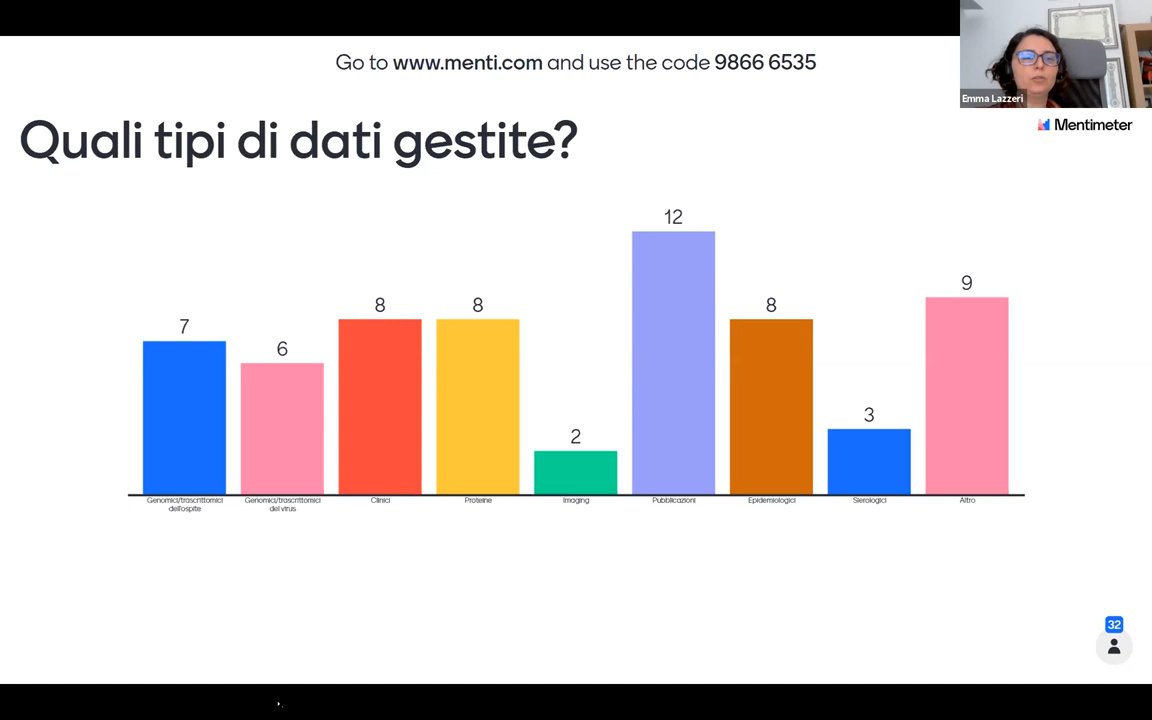 Go to www.menti.com and use the code 9866 6535
Emma Lazzeri
Mentimeter
Quali tipi di dati gestite?
7
6
8
8
2
12
8
3
9
Genomici/trascrittomici
dell'ospite
Genomici/trascrittomici
del virus
Clinici
Proteine
Imaging
Pubblicazioni
Epidemiologici
Sierologici
Altro
32